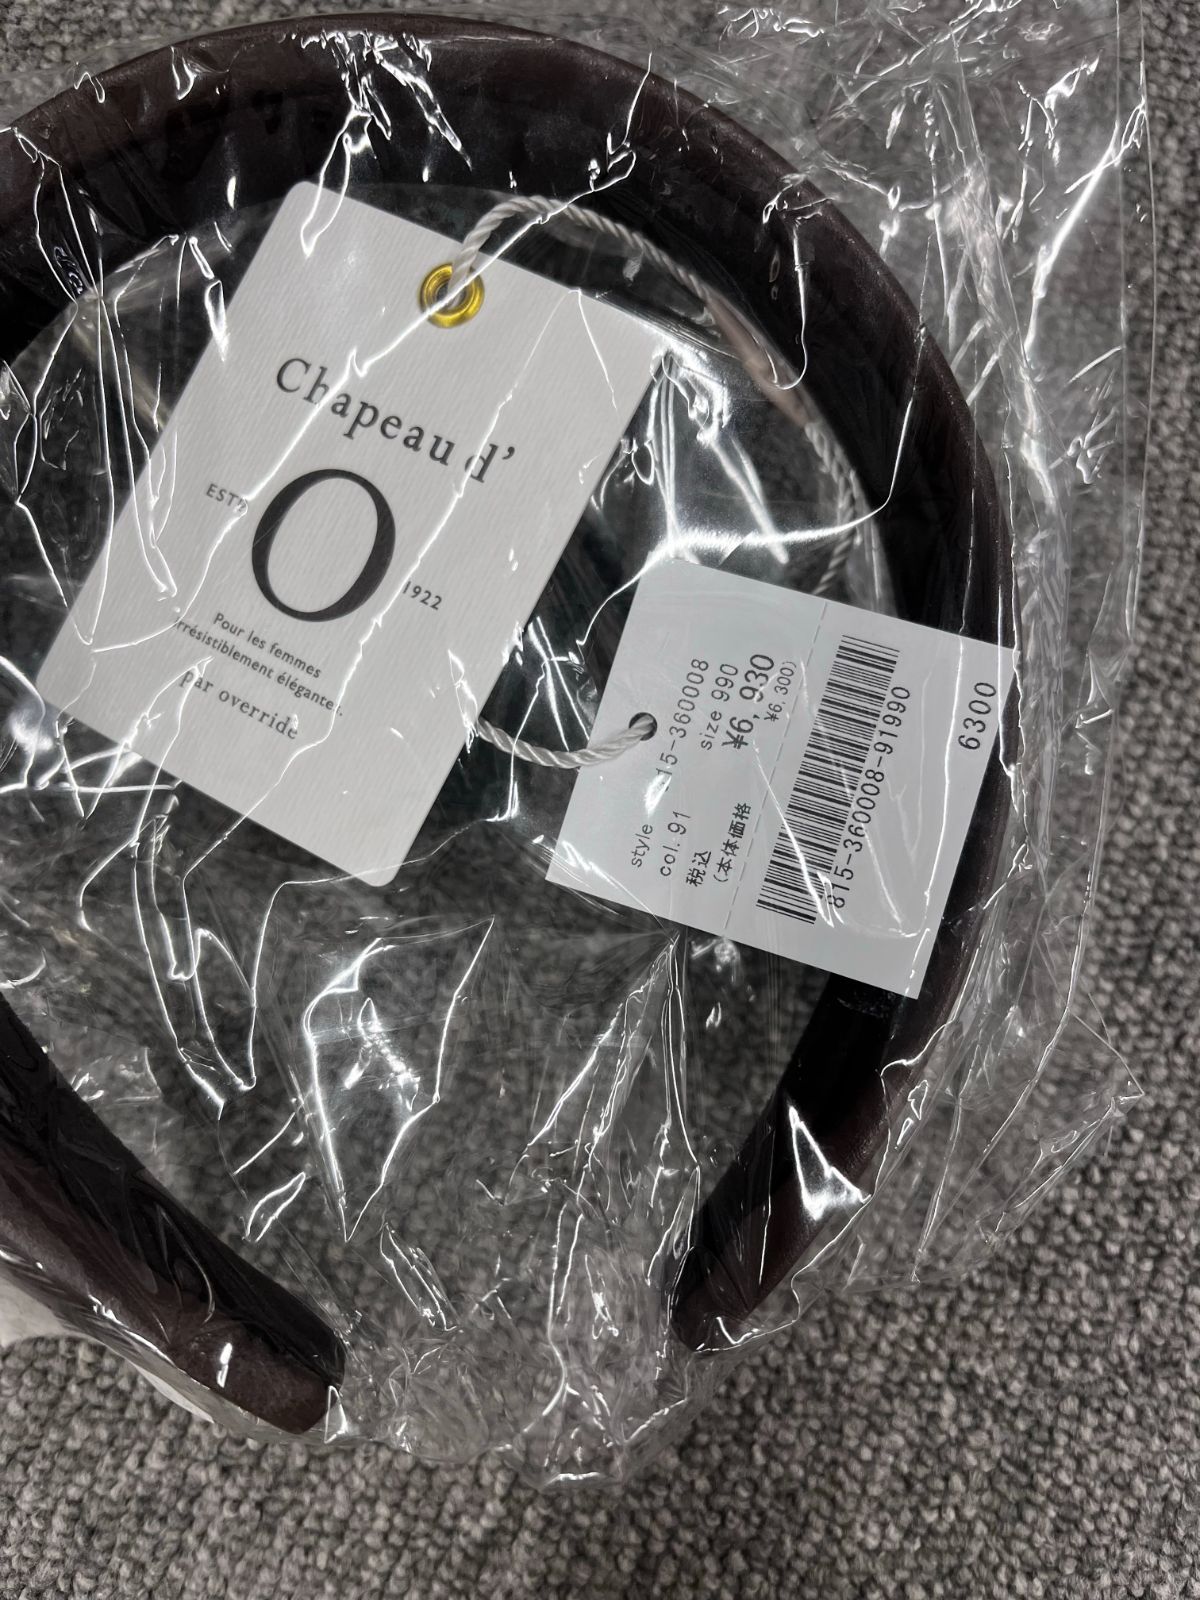 Chapeau d'
O
ESTD
1922
Pour les femmes
irrésistiblement élégantes.
par override
style 15-360008
col.91 size 990
税込 ¥6,930
(本体価格 ¥6,300)
815-360008-91990
6300